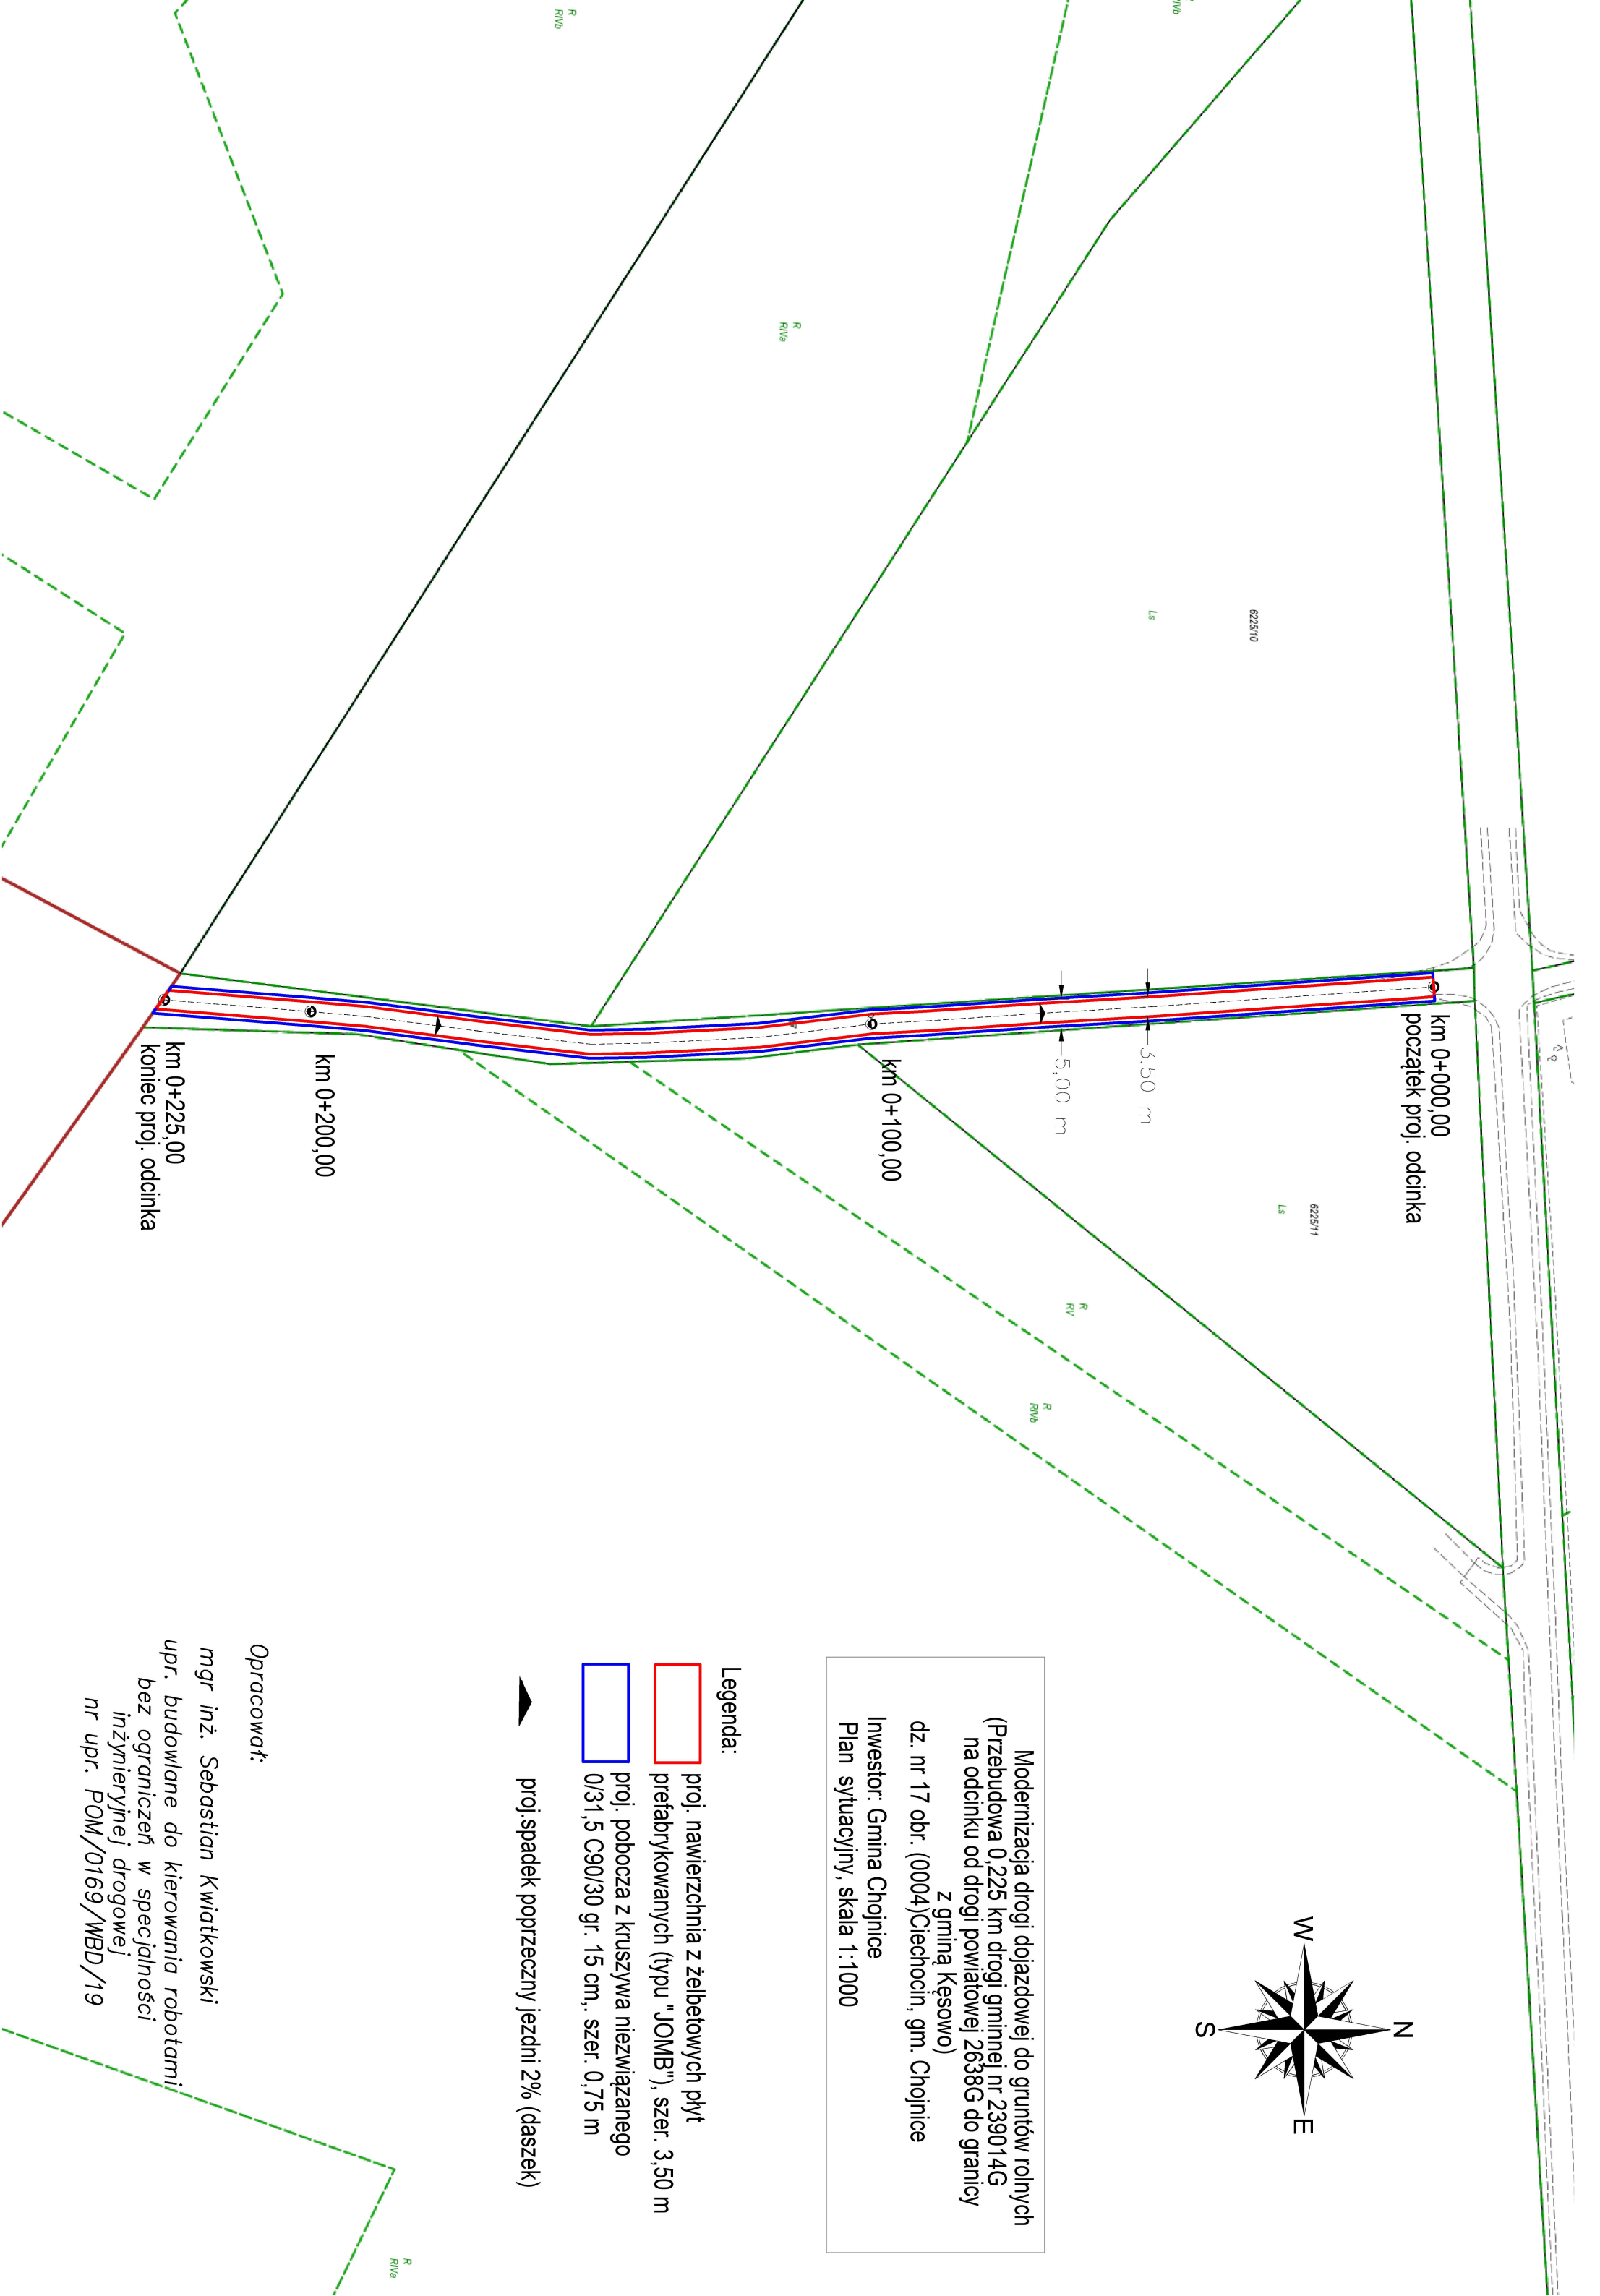 R
RIVb
R
RIVb
R
RIVa
6225/10
Ls
km 0+000,00
początek proj. odcinka
3.50 m
5,00 m
km 0+100,00
km 0+200,00
km 0+225,00
koniec proj. odcinka
6225/11
Ls
R
RV
R
RIVb
N
W
E
S
Modernizacja drogi dojazdowej do gruntów rolnych
(Przebudowa 0,225 km drogi gminnej nr 239014G
na odcinku od drogi powiatowej 2638G do granicy
z gminą Kęsowo)
dz. nr 17 obr. (0004)Ciechocin, gm. Chojnice
Inwestor: Gmina Chojnice
Plan sytuacyjny, skala 1:1000
Legenda:
proj. nawierzchnia z żelbetowych płyt
prefabrykowanych (typu "JOMB"), szer. 3,50 m
proj. pobocza z kruszywa niezwiązanego
0/31,5 C90/30 gr. 15 cm,. szer. 0,75 m
proj.spadek poprzeczny jezdni 2% (daszek)
Opracował:
mgr inż. Sebastian Kwiatkowski
upr. budowlane do kierowania robotami
bez ograniczeń w specjalności
inżynieryjnej drogowej
nr upr. POM/0169/WBD/19
R
RIVa